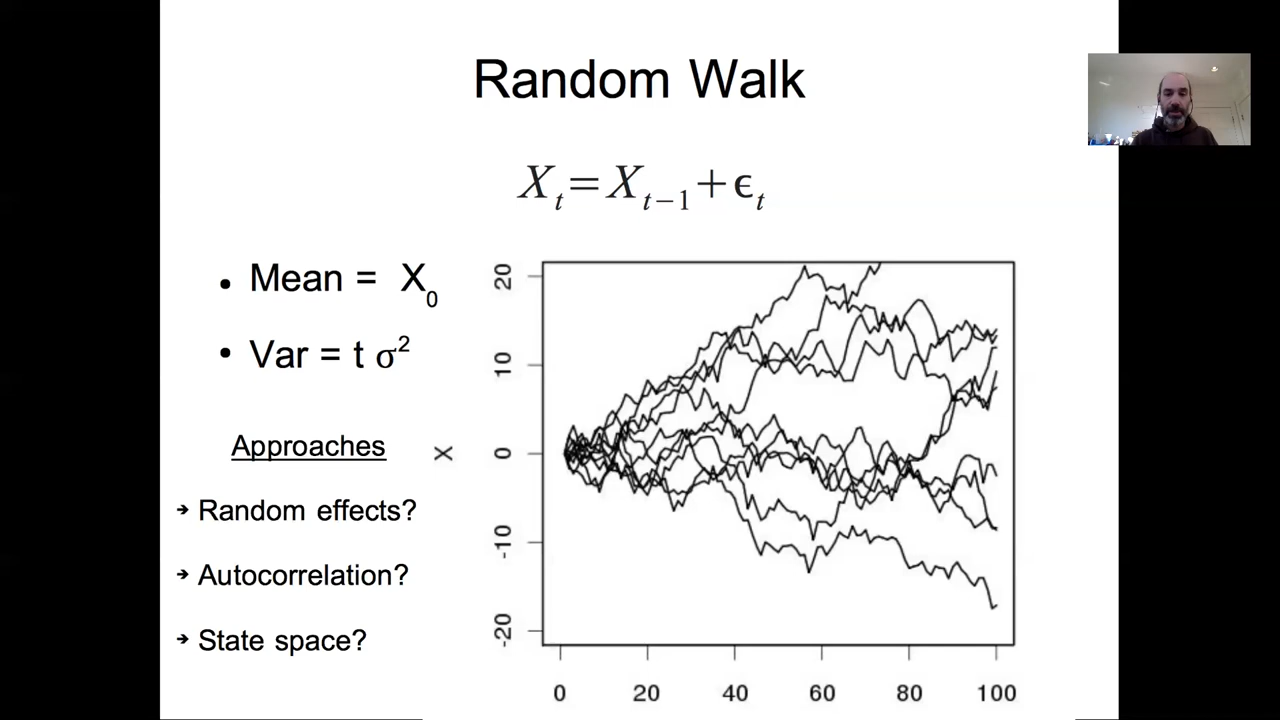 Random Walk
X_t = X_{t-1} + ϵ_t
• Mean = X_0
• Var = t σ^2
Approaches
→ Random effects?
→ Autocorrelation?
→ State space?
X
20
10
0
-10
-20
0 20 40 60 80 100